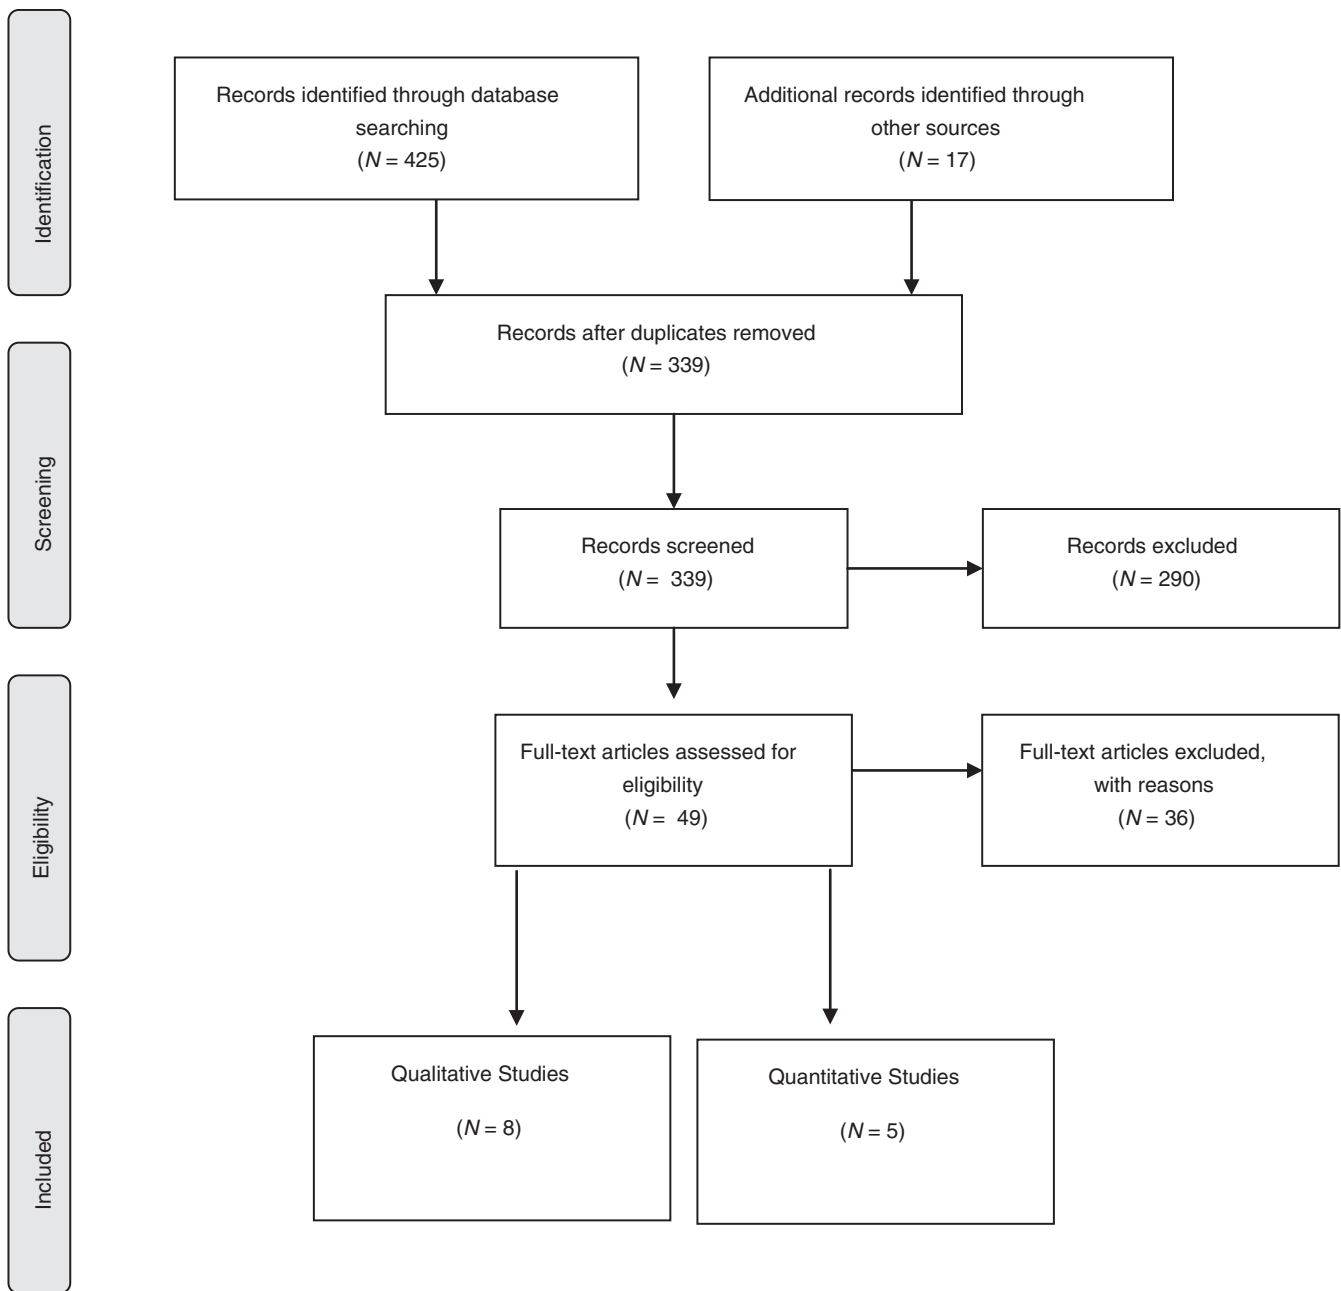 Identification
Records identified through database
searching
(N = 425)
Additional records identified through
other sources
(N = 17)
Records after duplicates removed
(N = 339)
Screening
Records screened
(N = 339)
Records excluded
(N = 290)
Eligibility
Full-text articles assessed for
eligibility
(N = 49)
Full-text articles excluded,
with reasons
(N = 36)
Included
Qualitative Studies
(N = 8)
Quantitative Studies
(N = 5)